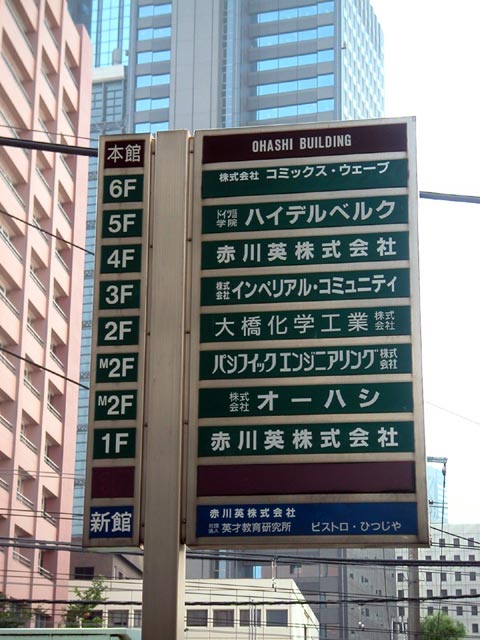 本館 OHASHI BUILDING
6F 株式会社 コミックス・ウェーブ
5F ドイツ語学院 ハイデルベルク
4F 赤川英株式会社
3F 株式会社 インペリアル・コミュニティ
2F 大橋化学工業 株式会社
M2F パシフィックエンジニアリング 株式会社
M2F 株式会社 オーハシ
1F 赤川英株式会社
新館 赤川英株式会社
社団法人 英才教育研究所 ビストロ・ひつじや